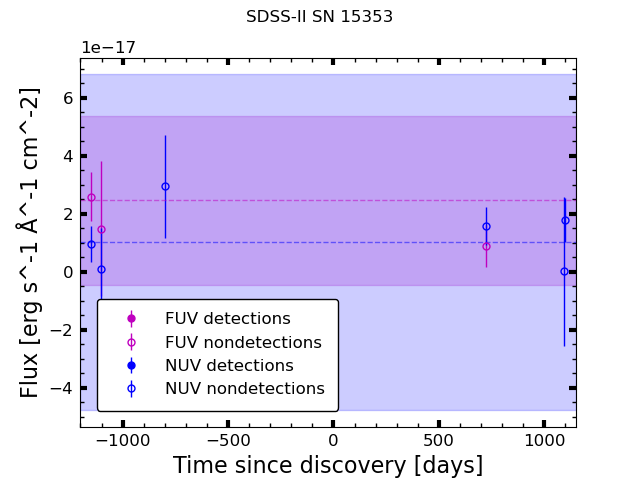 SDSS-II SN 15353
1e−17
6
4
2
0
−2
−4
Flux [erg s^-1 Å^-1 cm^-2]
FUV detections
FUV nondetections
NUV detections
NUV nondetections
−1000 −500 0 500 1000
Time since discovery [days]